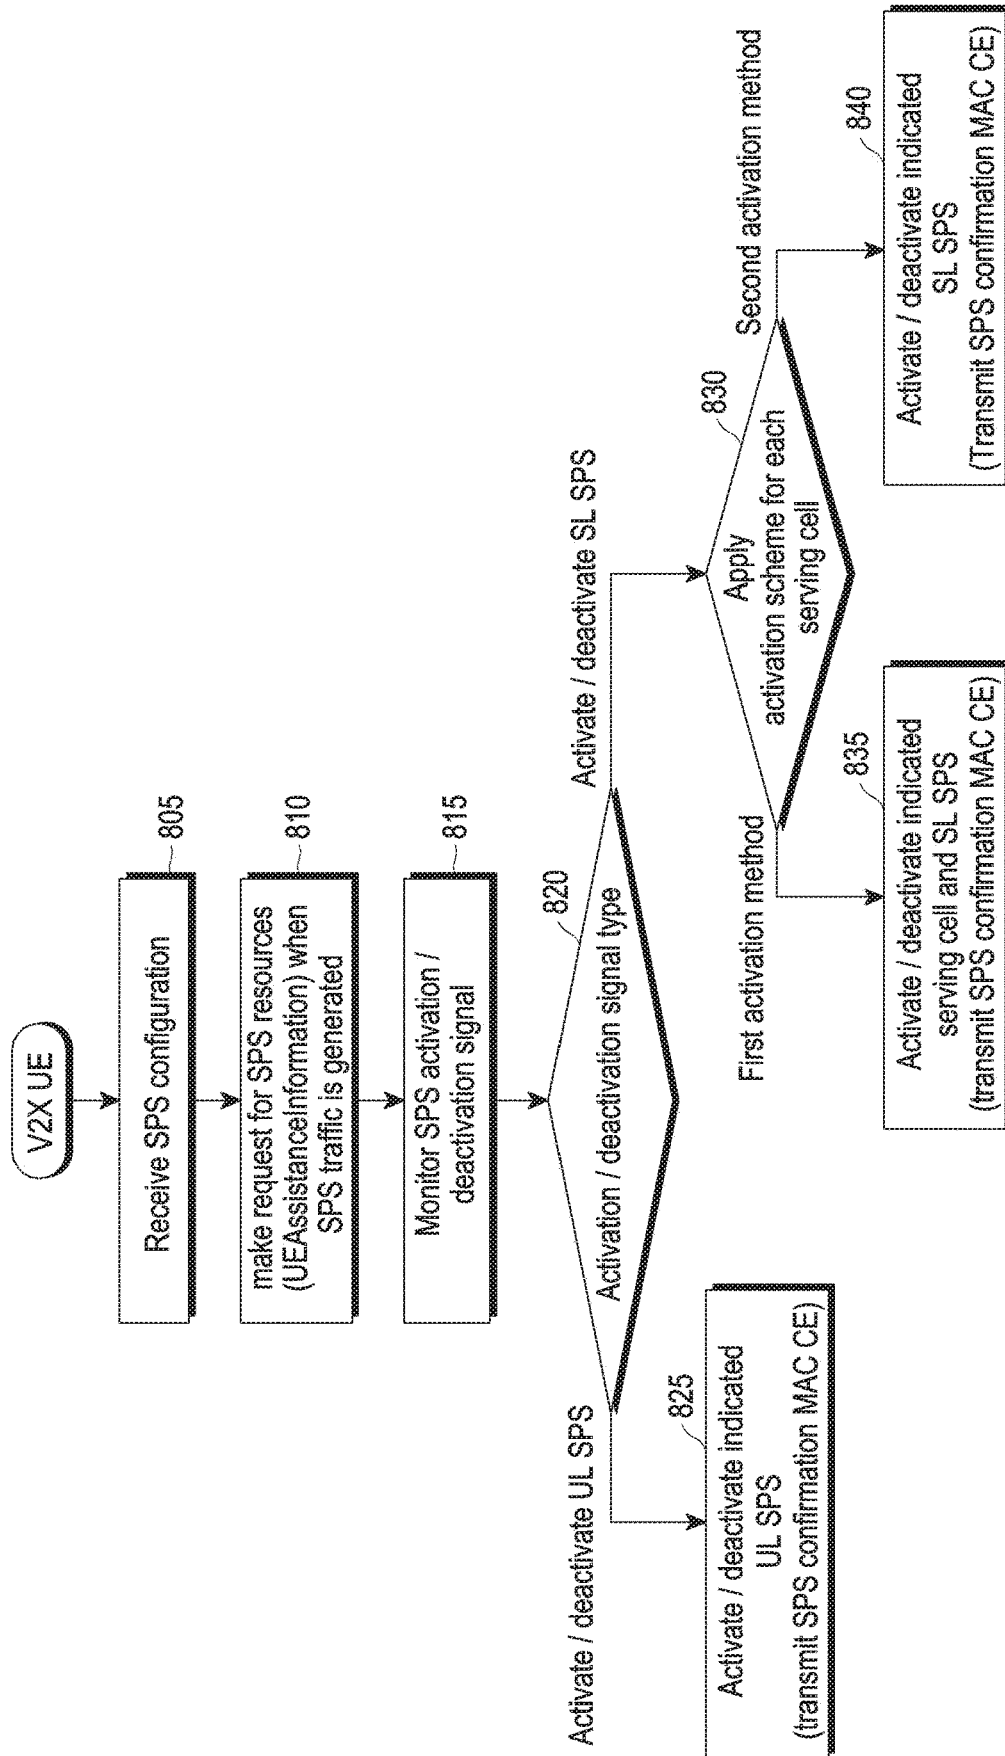 V2X UE
Receive SPS configuration
805
make request for SPS resources
(UEAssistanceInformation) when
SPS traffic is generated
810
Monitor SPS activation /
deactivation signal
815
Activation / deactivation signal type
820
Activate / deactivate UL SPS
Activate / deactivate SL SPS
825
Activate / deactivate indicated
UL SPS
(transmit SPS confirmation MAC CE)
830
Apply
activation scheme for each
serving cell
First activation method
Second activation method
835
Activate / deactivate indicated
serving cell and SL SPS
(transmit SPS confirmation MAC CE)
840
Activate / deactivate indicated
SL SPS
(Transmit SPS confirmation MAC CE)